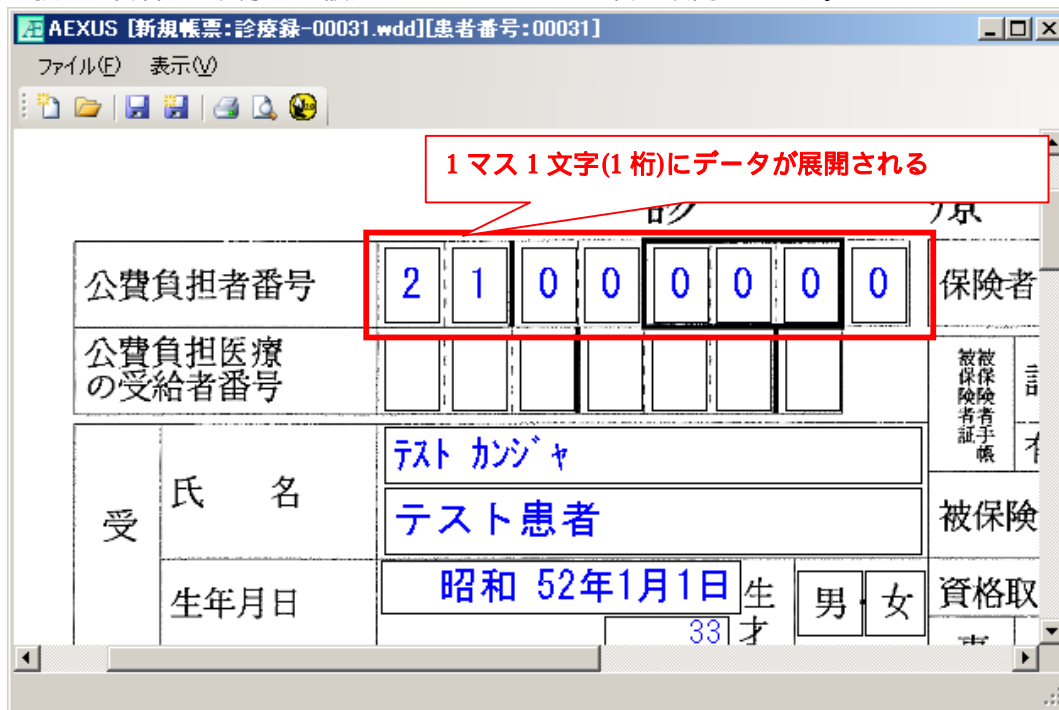 AEXUS [新規帳票:診療録-00031.wdd][患者番号:00031]
ファイル(F) 表示(V)
1マス1文字(1桁)にデータが展開される
公費負担者番号 2 1 0 0 0 0 0 0 保険者
公費負担医療
の受給者番号
被保険者証
被保険者手帳
受
氏 名
テスト カンジャ
テスト患者
被保険
生年月日
昭和 52年1月1日 生
33 才
男・女
資格取